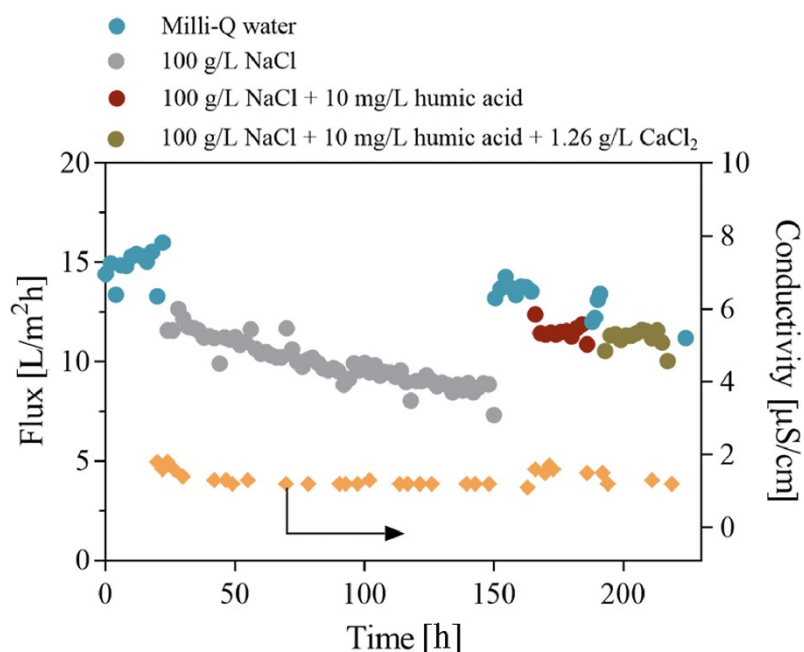 Milli-Q water
100 g/L NaCl
100 g/L NaCl + 10 mg/L humic acid
100 g/L NaCl + 10 mg/L humic acid + 1.26 g/L CaCl₂
20
15
10
5
0
Flux [L/m²h]
10
8
6
4
2
0
Conductivity [µS/cm]
0
50
100
150
200
Time [h]